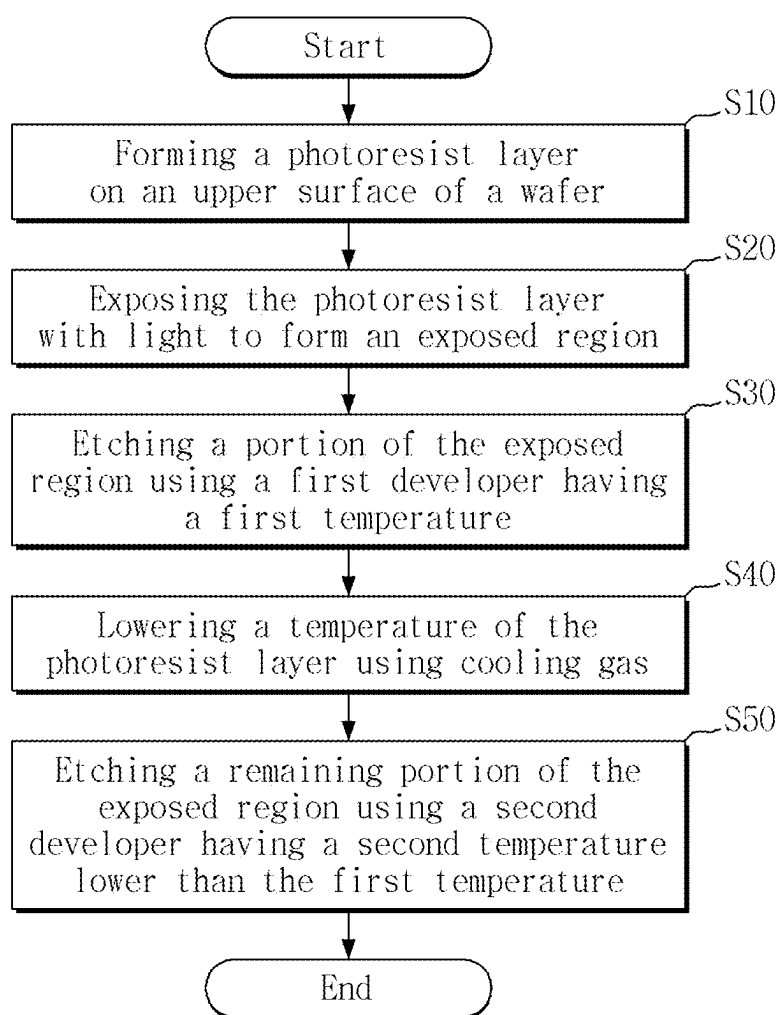 Start
S10
Forming a photoresist layer
on an upper surface of a wafer
S20
Exposing the photoresist layer
with light to form an exposed region
S30
Etching a portion of the exposed
region using a first developer having
a first temperature
S40
Lowering a temperature of the
photoresist layer using cooling gas
S50
Etching a remaining portion of the
exposed region using a second
developer having a second temperature
lower than the first temperature
End